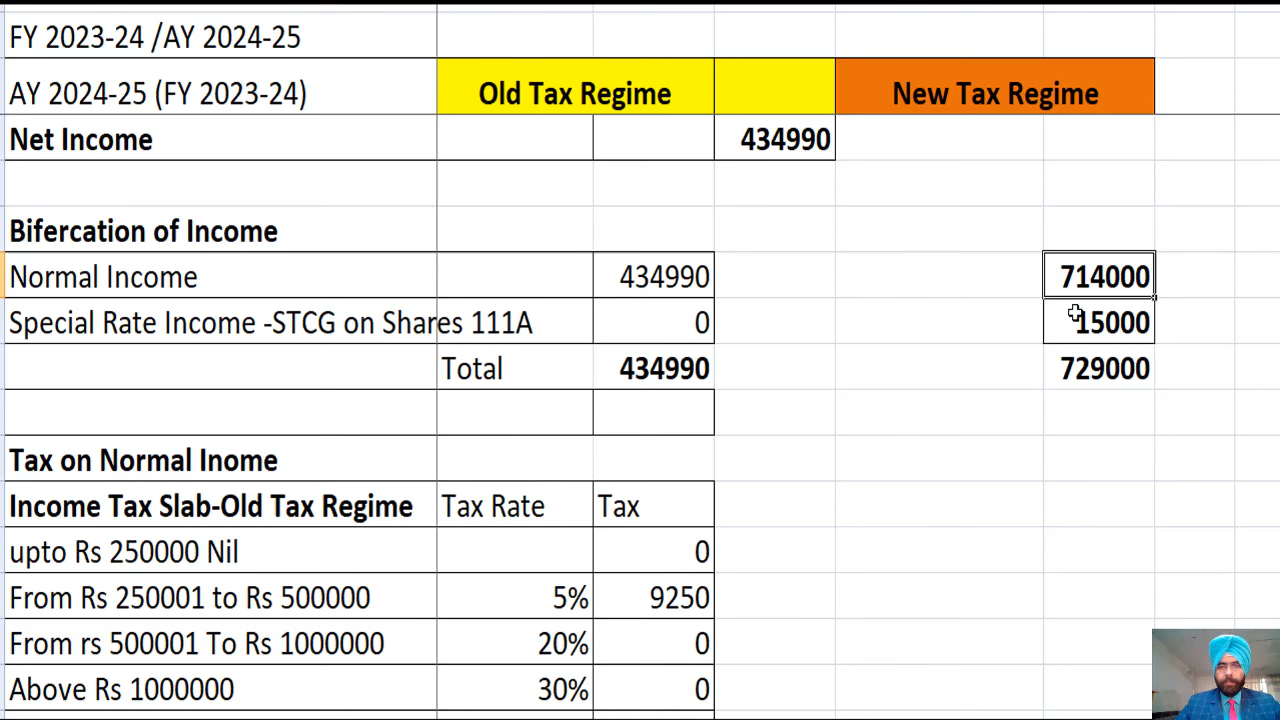 FY 2023-24 /AY 2024-25
AY 2024-25 (FY 2023-24) Old Tax Regime New Tax Regime
Net Income 434990
Bifercation of Income
Normal Income 434990 714000
Special Rate Income -STCG on Shares 111A 0 15000
Total 434990 729000
Tax on Normal Inome
Income Tax Slab-Old Tax Regime Tax Rate Tax
upto Rs 250000 Nil 0
From Rs 250001 to Rs 500000 5% 9250
From rs 500001 To Rs 1000000 20% 0
Above Rs 1000000 30% 0